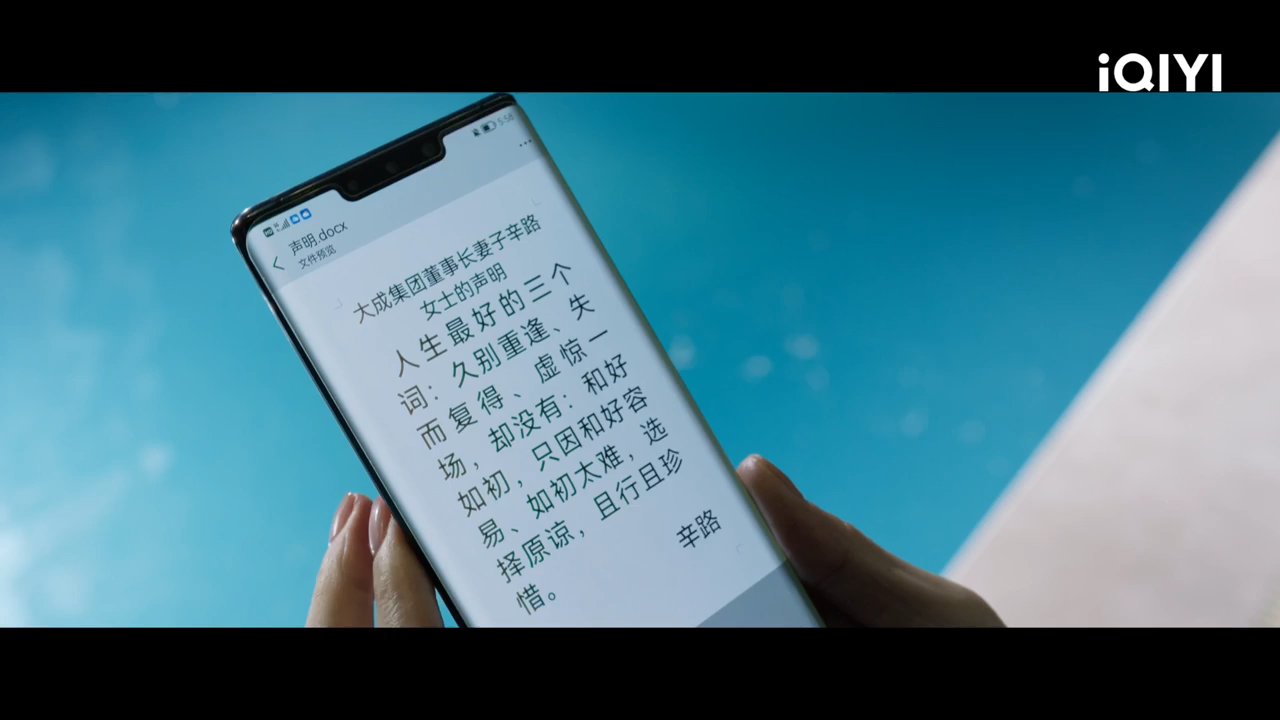 iQIYI
5:58
声明.docx
文件预览
大成集团董事长妻子辛路
女士的声明
人生最好的三个
词：久别重逢、失
而复得、虚惊一
场，却没有：和好
如初，只因和好容
易、如初太难，选
择原谅，且行且珍
惜。
辛路